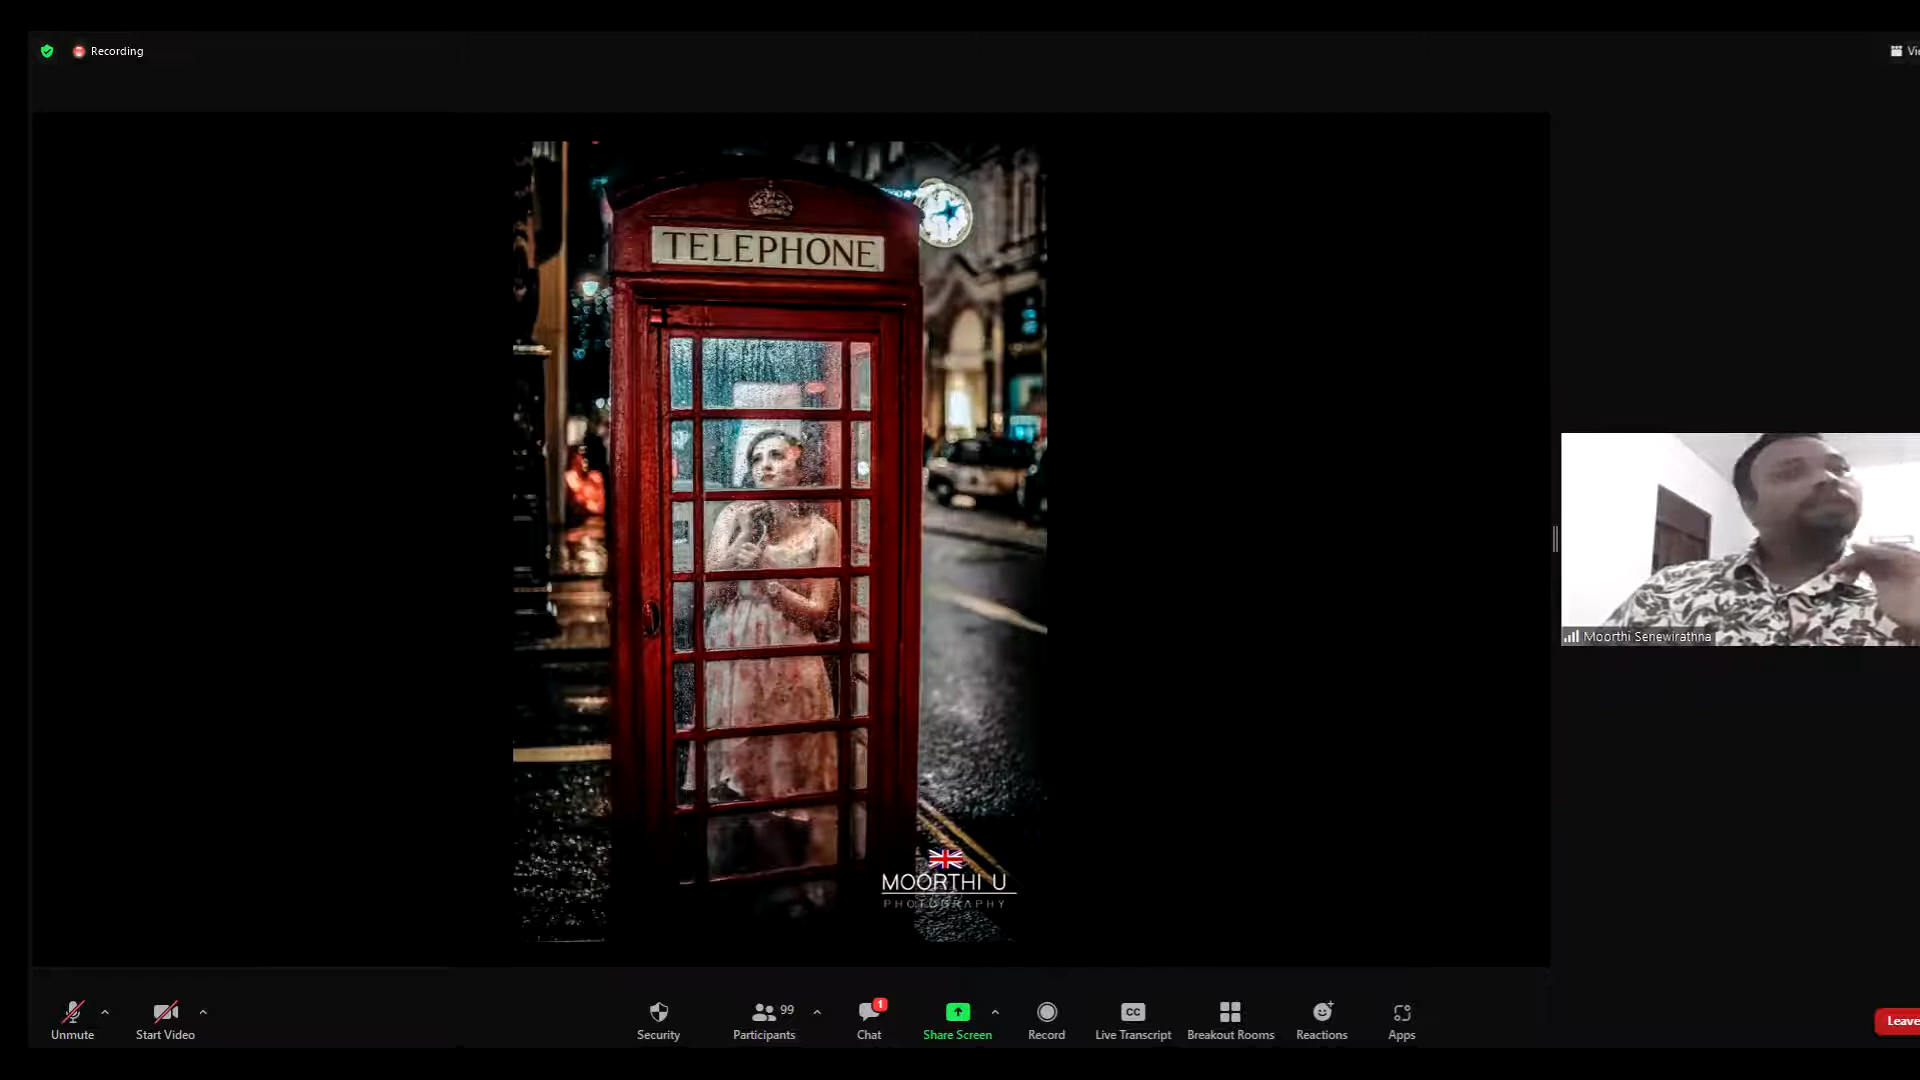 Recording
Vie
TELEPHONE
MOORTHI U
PHOTOGRAPHY
Moorthi Senewirathna
Unmute
Start Video
Security
99
Participants
1
Chat
Share Screen
Record
CC
Live Transcript
Breakout Rooms
Reactions
Apps
Leave